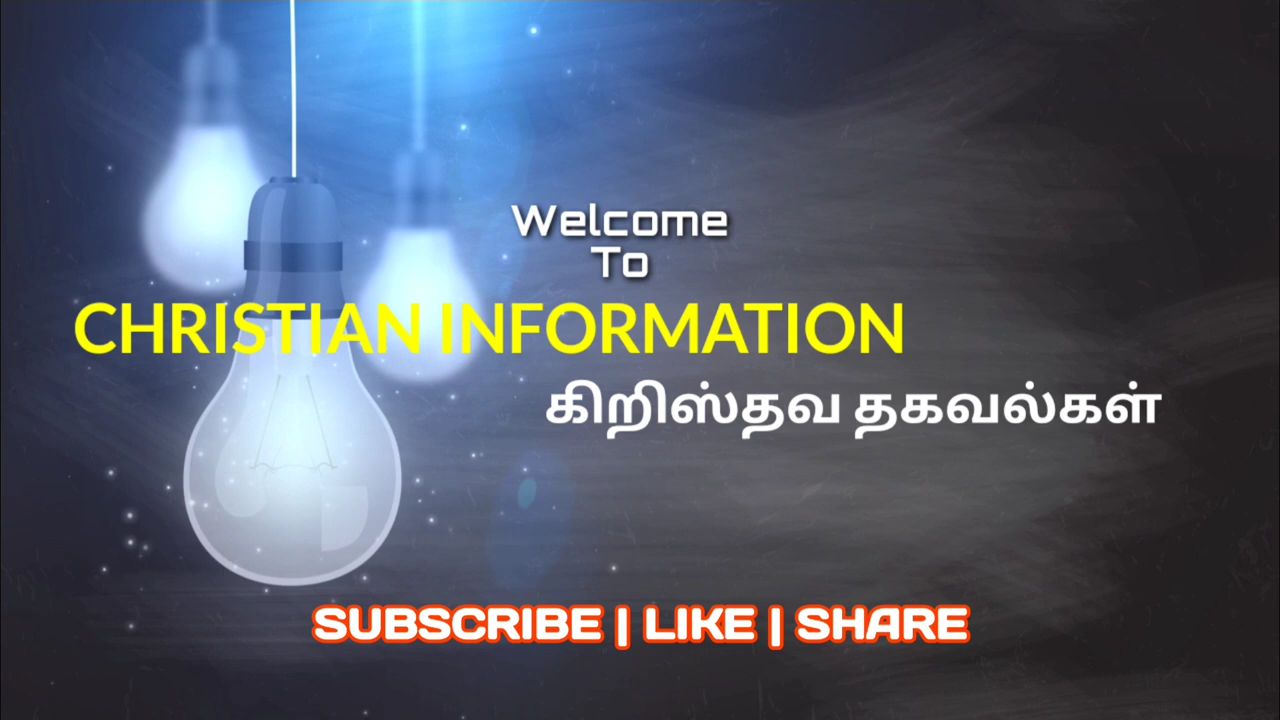 Welcome
To
CHRISTIAN INFORMATION
கிறிஸ்தவ தகவல்கள்
SUBSCRIBE | LIKE | SHARE